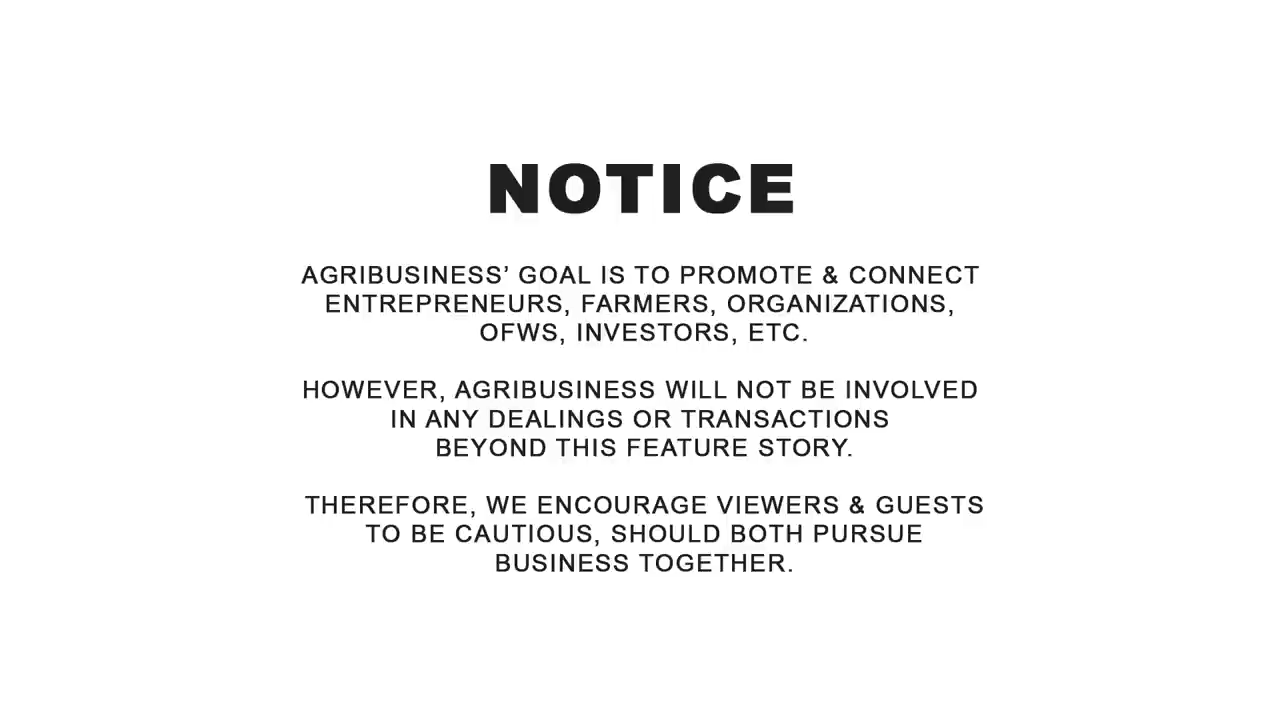 NOTICE
AGRIBUSINESS’ GOAL IS TO PROMOTE & CONNECT
ENTREPRENEURS, FARMERS, ORGANIZATIONS,
OFWS, INVESTORS, ETC.
HOWEVER, AGRIBUSINESS WILL NOT BE INVOLVED
IN ANY DEALINGS OR TRANSACTIONS
BEYOND THIS FEATURE STORY.
THEREFORE, WE ENCOURAGE VIEWERS & GUESTS
TO BE CAUTIOUS, SHOULD BOTH PURSUE
BUSINESS TOGETHER.